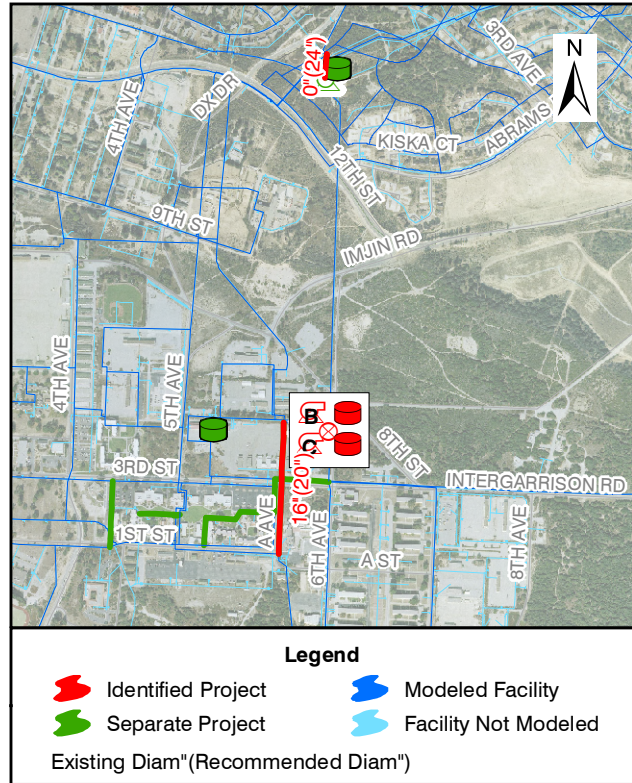 3RD AVE
N
0"(24")
DX DR
4TH AVE
KISKA CT
ABRAMS
12TH ST
9TH ST
IMJIN RD
4TH AVE
5TH AVE
B
C
8TH ST
3RD ST
INTERGARRISON RD
16"(20")
A AVE
1ST ST
6TH AVE
A ST
8TH AVE
Legend
Identified Project
Modeled Facility
Separate Project
Facility Not Modeled
Existing Diam"(Recommended Diam")